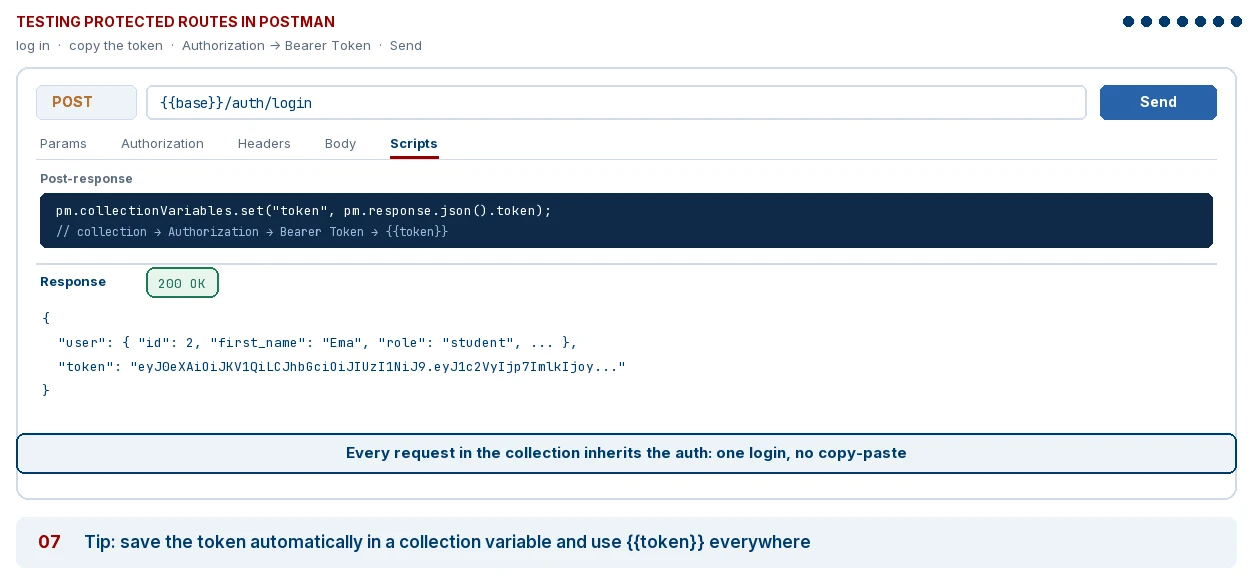 TESTING PROTECTED ROUTES IN POSTMAN
log in · copy the token · Authorization → Bearer Token · Send
POST {{base}}/auth/login Send
Params Authorization Headers Body Scripts
Post-response
pm.collectionVariables.set("token", pm.response.json().token);
// collection → Authorization → Bearer Token → {{token}}
Response 200 OK
{
"user": { "id": 2, "first_name": "Ema", "role": "student", ... },
"token": "eyJ0eXAiOiJKV1QiLCJhbGciOiJIUzI1NiJ9.eyJ1c2VyIjp7ImlkIjoy..."
}
Every request in the collection inherits the auth: one login, no copy-paste
07 Tip: save the token automatically in a collection variable and use {{token}} everywhere